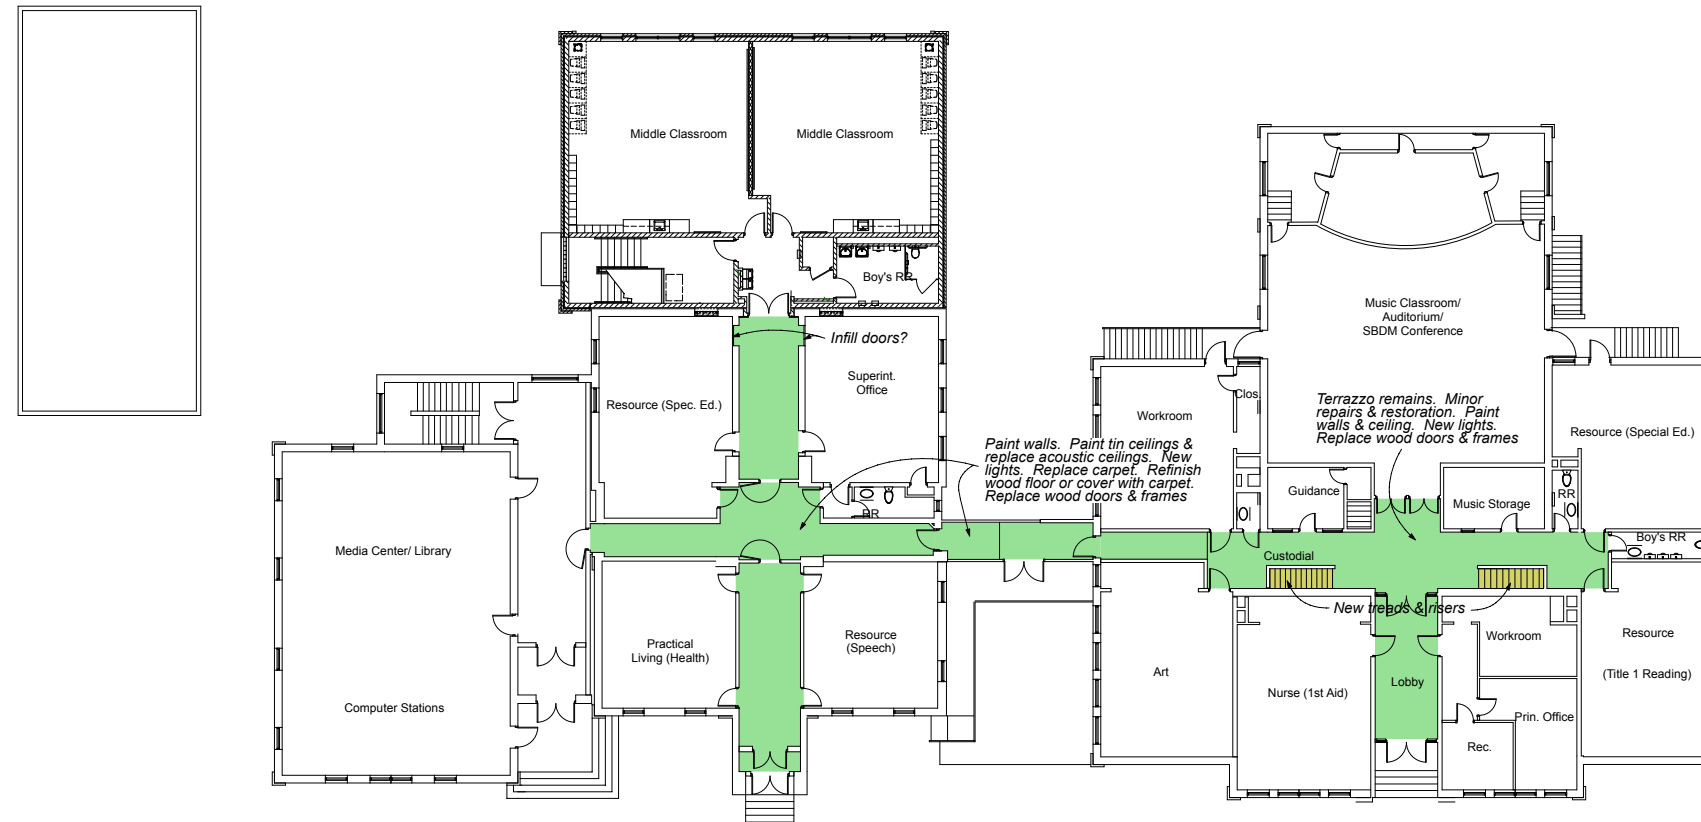 Middle Classroom
Middle Classroom
Boy's RR
Infill doors?
Resource (Spec. Ed.)
Superint.
Office
RR
Media Center/ Library
Computer Stations
Practical
Living (Health)
Resource
(Speech)
Paint walls.  Paint tin ceilings &
replace acoustic ceilings.  New
lights.  Replace carpet.  Refinish
wood floor or cover with carpet.
Replace wood doors & frames
Music Classroom/
Auditorium/
SBDM Conference
Clos.
Workroom
Terrazzo remains.  Minor
repairs & restoration.  Paint
walls & ceiling.  New lights.
Replace wood doors & frames
Resource (Special Ed.)
Guidance
Music Storage
RR
Boy's RR
Custodial
New treads & risers
Workroom
Resource
(Title 1 Reading)
Art
Nurse (1st Aid)
Lobby
Prin. Office
Rec.